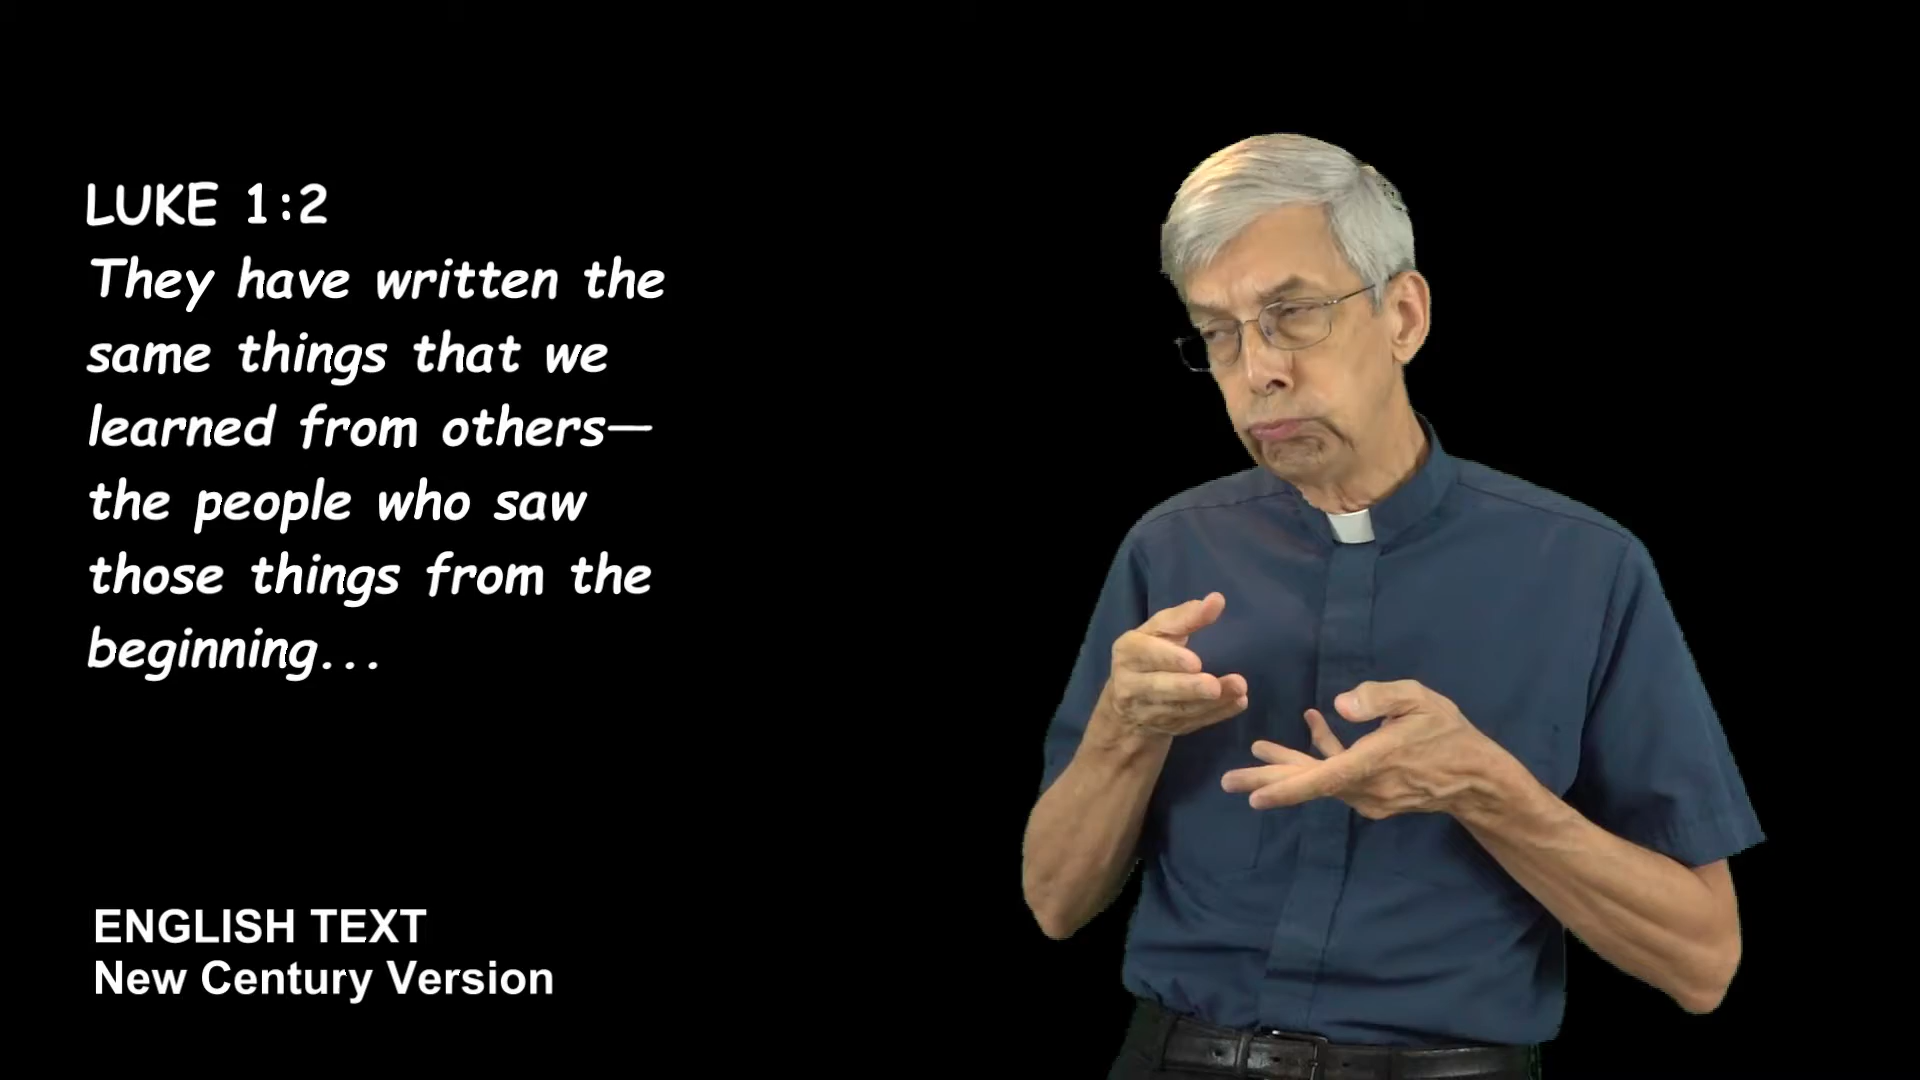 LUKE 1:2
They have written the
same things that we
learned from others—
the people who saw
those things from the
beginning...
ENGLISH TEXT
New Century Version